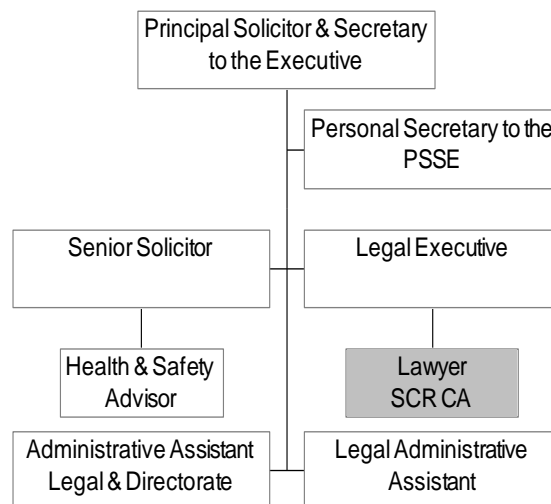 Principal Solicitor & Secretary
to the Executive
Personal Secretary to the
PSSE
Senior Solicitor
Legal Executive
Health & Safety
Advisor
Lawyer
SCR CA
Administrative Assistant
Legal & Directorate
Legal Administrative
Assistant